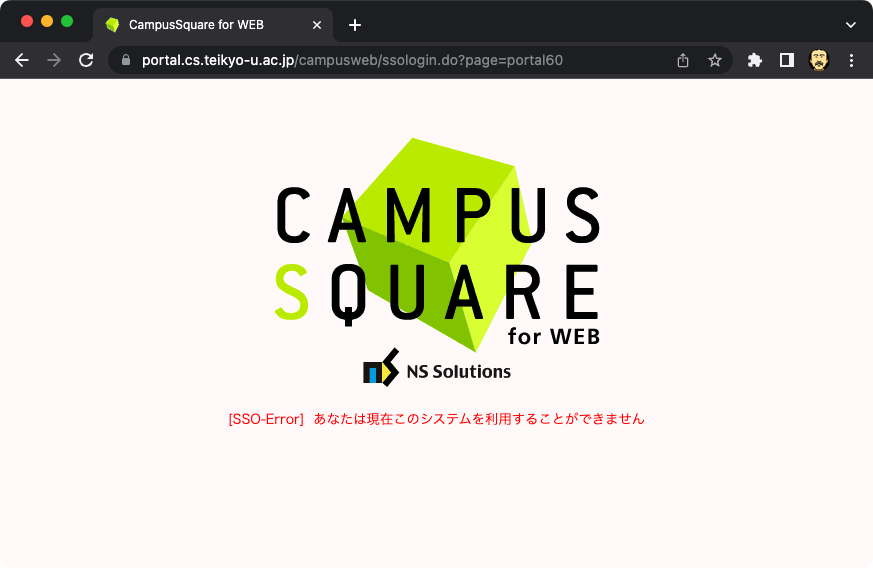 CampusSquare for WEB
portal.cs.teikyo-u.ac.jp/campusweb/ssologin.do?page=portal60
CAMPUS
SQUARE
for WEB
ns NS Solutions
[SSO-Error] あなたは現在このシステムを利用することができません